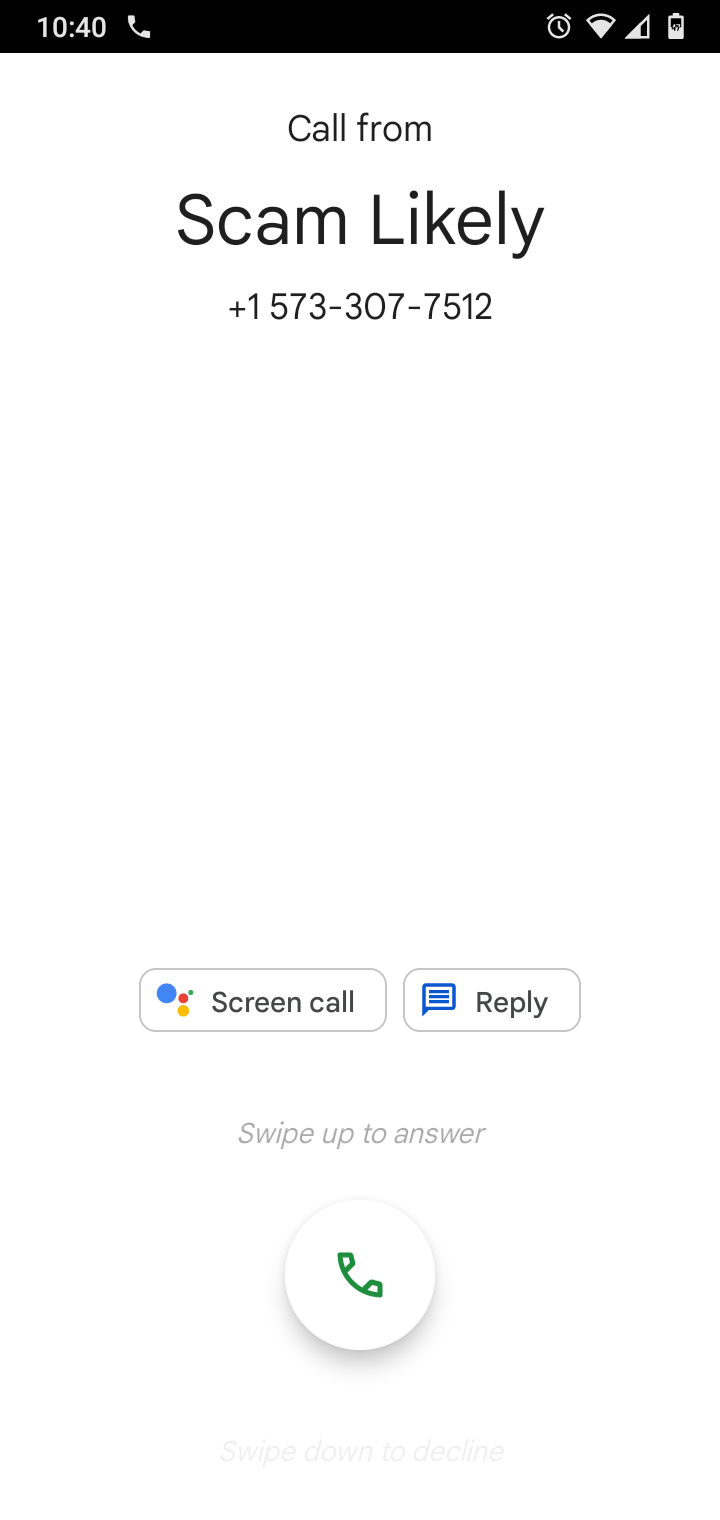 10:40
Call from
Scam Likely
+1 573-307-7512
Screen call
Reply
Swipe up to answer
Swipe down to decline